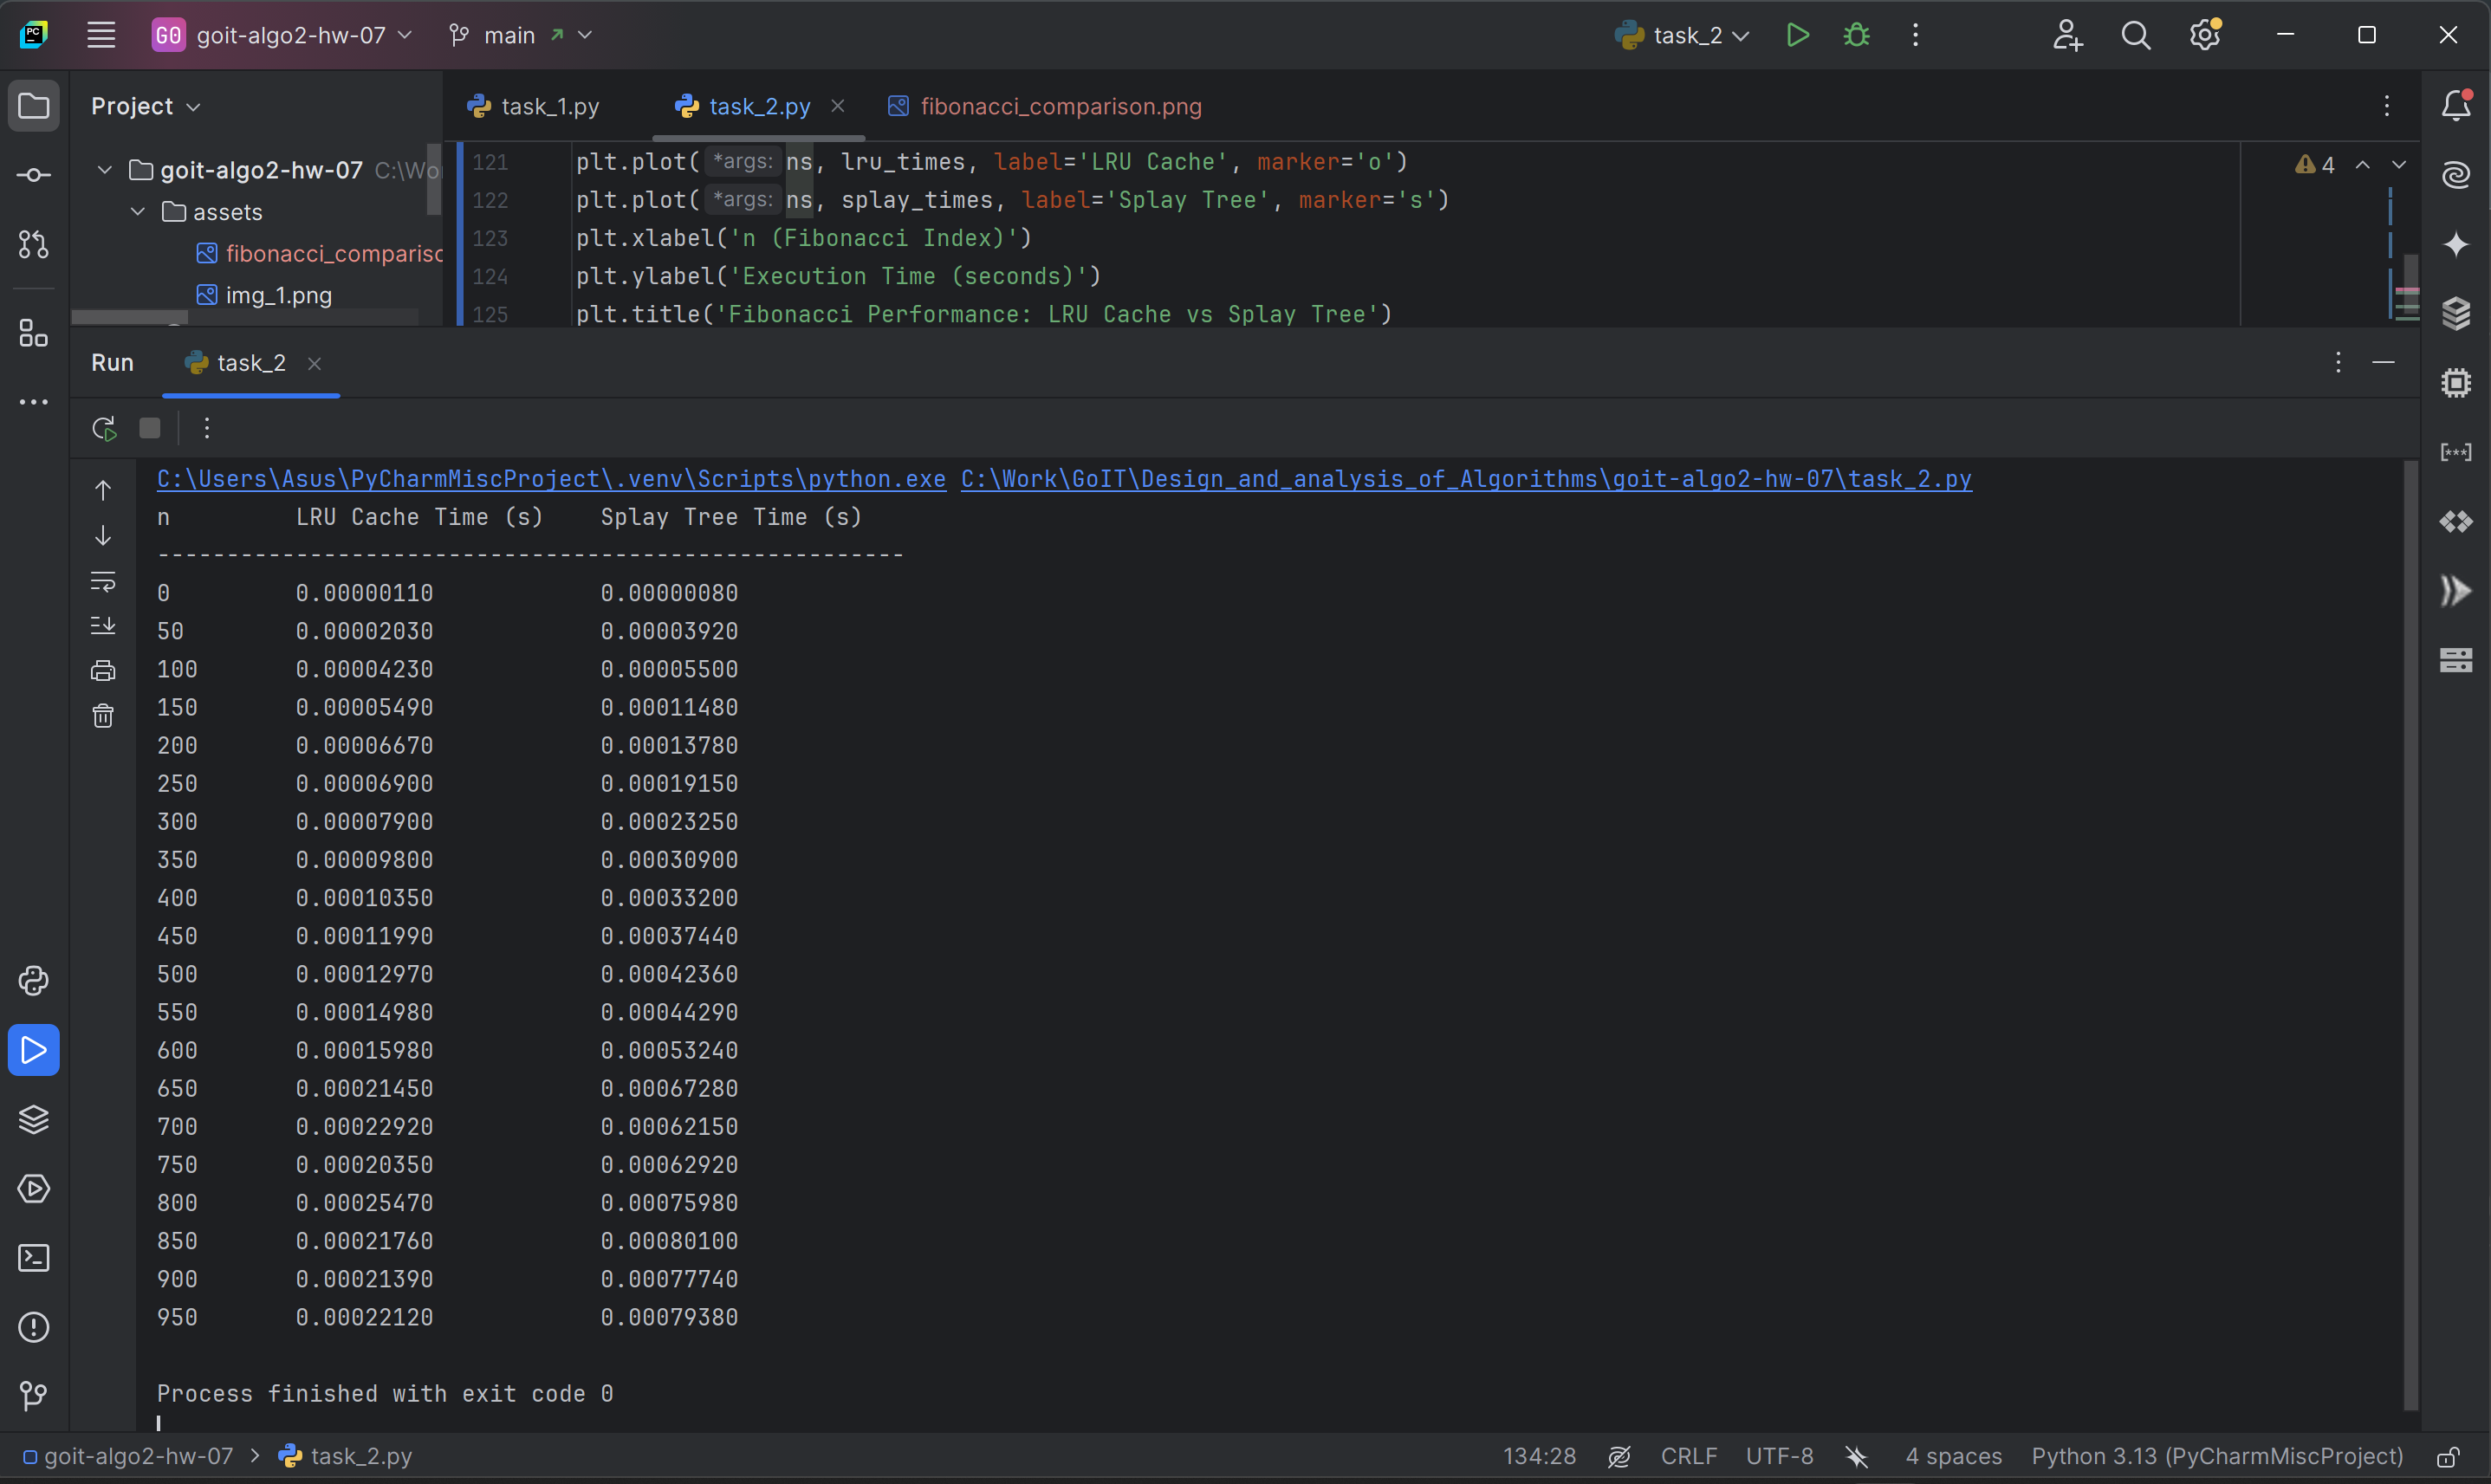 PC
GO goit-algo2-hw-07 main task_2
Project
task_1.py task_2.py fibonacci_comparison.png
goit-algo2-hw-07 C:\Wo
assets
fibonacci_comparisc
img_1.png
4
121 plt.plot(*args: ns, lru_times, label='LRU Cache', marker='o')
122 plt.plot(*args: ns, splay_times, label='Splay Tree', marker='s')
123 plt.xlabel('n (Fibonacci Index)')
124 plt.ylabel('Execution Time (seconds)')
125 plt.title('Fibonacci Performance: LRU Cache vs Splay Tree')
Run task_2
C:\Users\Asus\PyCharmMiscProject\.venv\Scripts\python.exe C:\Work\GoIT\Design_and_analysis_of_Algorithms\goit-algo2-hw-07\task_2.py
n LRU Cache Time (s) Splay Tree Time (s)
------------------------------------------------------
0 0.00000110 0.00000080
50 0.00002030 0.00003920
100 0.00004230 0.00005500
150 0.00005490 0.00011480
200 0.00006670 0.00013780
250 0.00006900 0.00019150
300 0.00007900 0.00023250
350 0.00009800 0.00030900
400 0.00010350 0.00033200
450 0.00011990 0.00037440
500 0.00012970 0.00042360
550 0.00014980 0.00044290
600 0.00015980 0.00053240
650 0.00021450 0.00067280
700 0.00022920 0.00062150
750 0.00020350 0.00062920
800 0.00025470 0.00075980
850 0.00021760 0.00080100
900 0.00021390 0.00077740
950 0.00022120 0.00079380
Process finished with exit code 0
goit-algo2-hw-07 > task_2.py 134:28 CRLF UTF-8 4 spaces Python 3.13 (PyCharmMiscProject)